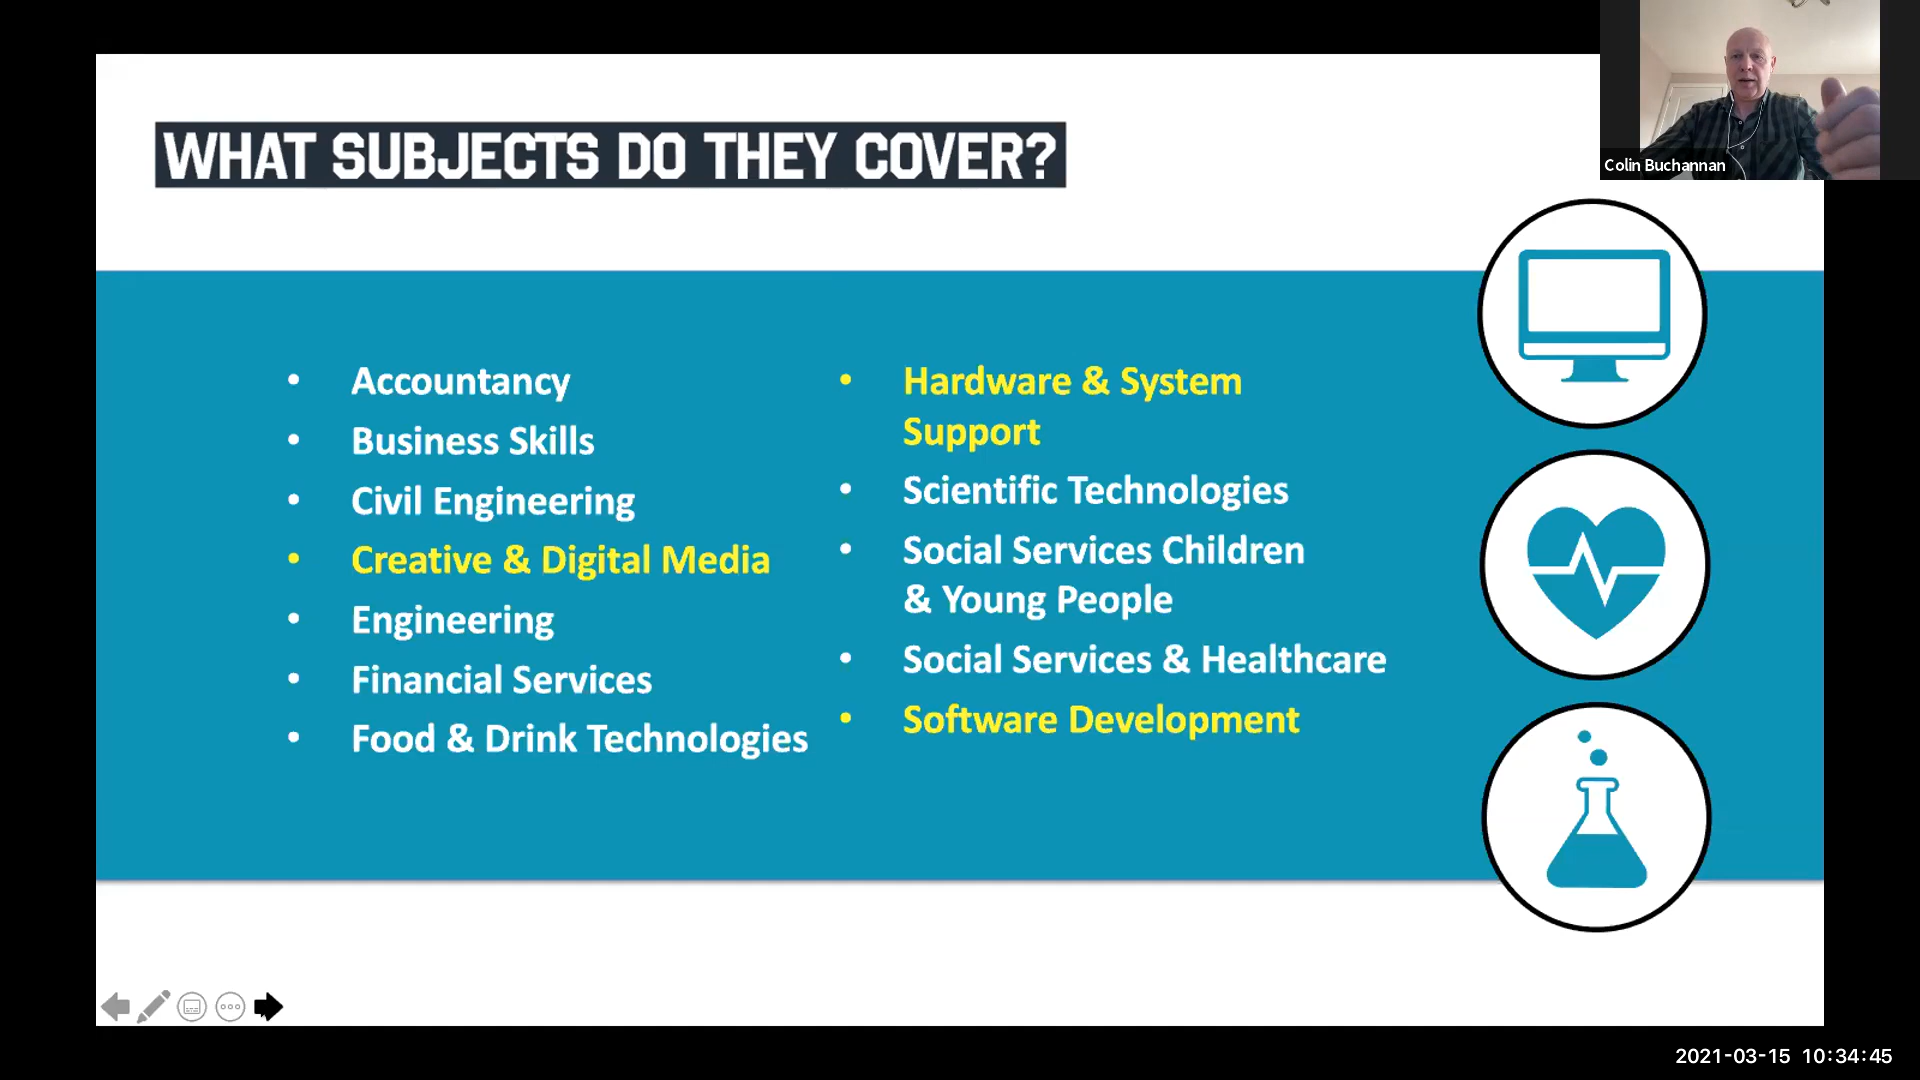 WHAT SUBJECTS DO THEY COVER?
Colin Buchannan
• Accountancy
• Business Skills
• Civil Engineering
• Creative & Digital Media
• Engineering
• Financial Services
• Food & Drink Technologies
• Hardware & System
Support
• Scientific Technologies
• Social Services Children
& Young People
• Social Services & Healthcare
• Software Development
2021-03-15 10:34:45